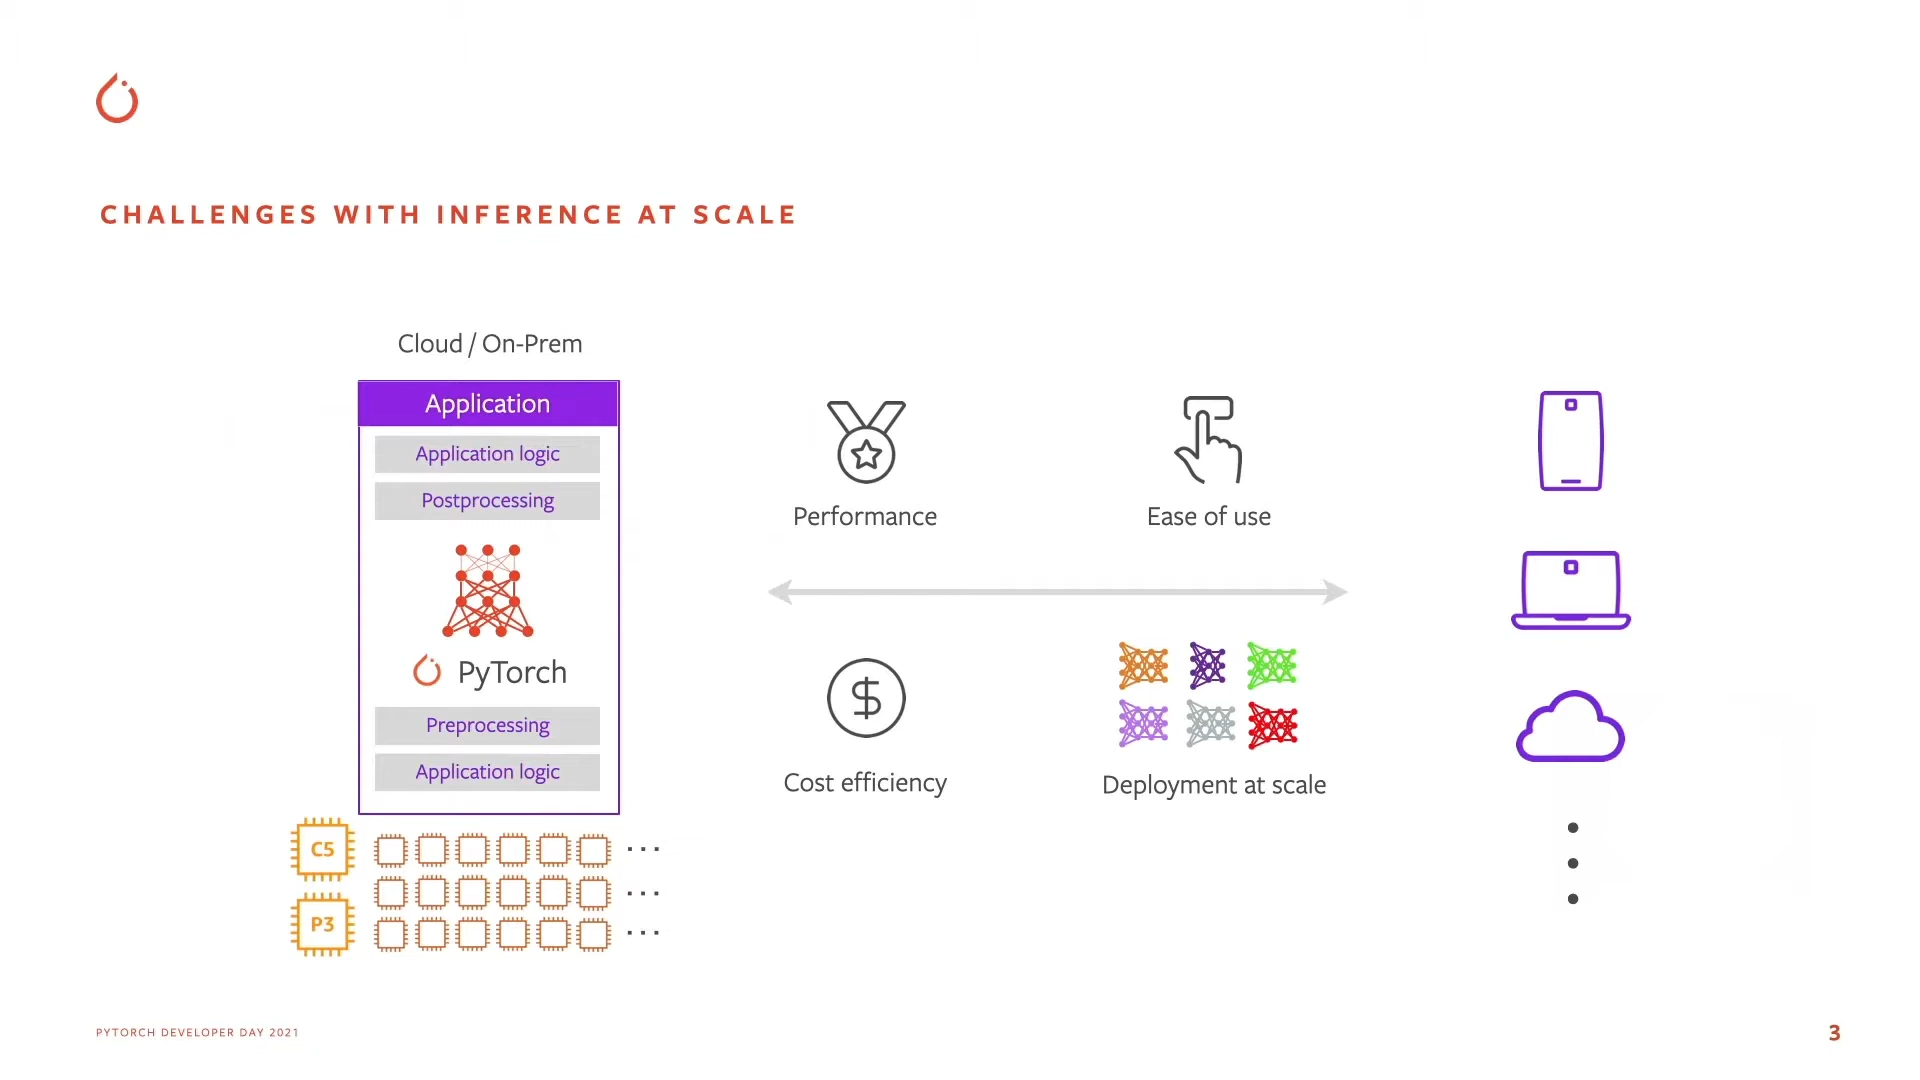 CHALLENGES WITH INFERENCE AT SCALE
Cloud / On-Prem
Application
Application logic
Postprocessing
PyTorch
Preprocessing
Application logic
C5
P3
Performance
Ease of use
Cost efficiency
Deployment at scale
PYTORCH DEVELOPER DAY 2021
3